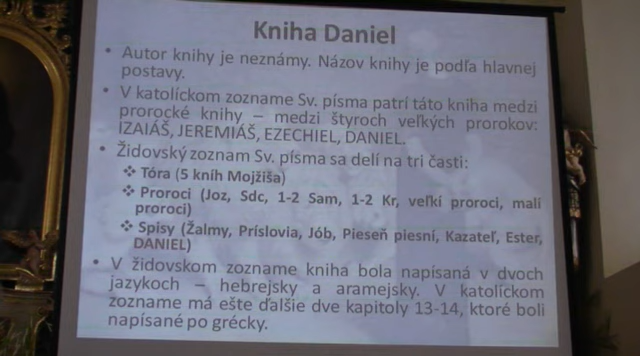 Kniha Daniel
• Autor knihy je neznámy. Názov knihy je podľa hlavnej
postavy.
• V katolíckom zozname Sv. písma patrí táto kniha medzi
prorocké knihy – medzi štyroch veľkých prorokov:
IZAIÁŠ, JEREMIÁŠ, EZECHIEL, DANIEL.
• Židovský zoznam Sv. písma sa delí na tri časti:
❖ Tóra (5 kníh Mojžiša)
❖ Proroci (Joz, Sdc, 1-2 Sam, 1-2 Kr, veľkí proroci, malí
proroci)
❖ Spisy (Žalmy, Príslovia, Jób, Pieseň piesní, Kazateľ, Ester,
DANIEL)
• V židovskom zozname kniha bola napísaná v dvoch
jazykoch – hebrejsky a aramejsky. V katolíckom
zozname má ešte ďalšie dve kapitoly 13-14, ktoré boli
napísané po grécky.